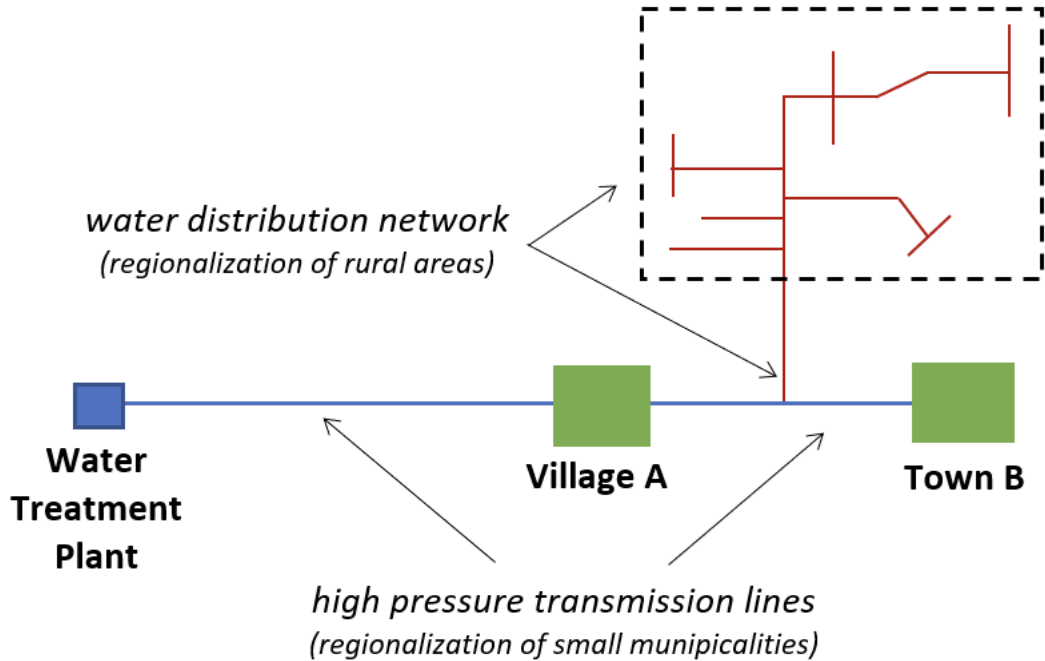 water distribution network
(regionalization of rural areas)
Water
Treatment
Plant
Village A
Town B
high pressure transmission lines
(regionalization of small munipicalities)